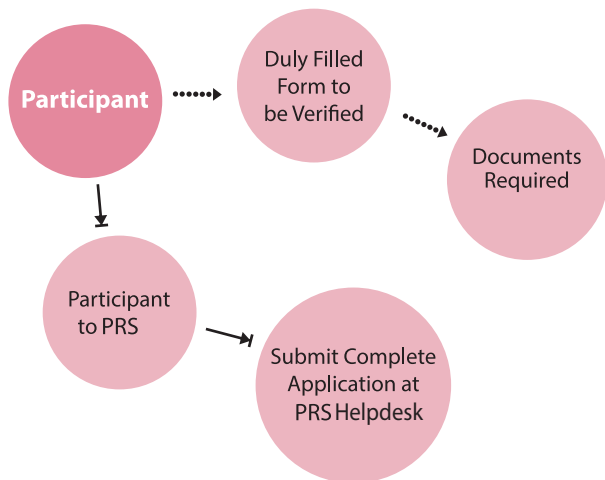 Participant
Duly Filled
Form to
be Verified
Documents
Required
Participant
to PRS
Submit Complete
Application at
PRS Helpdesk